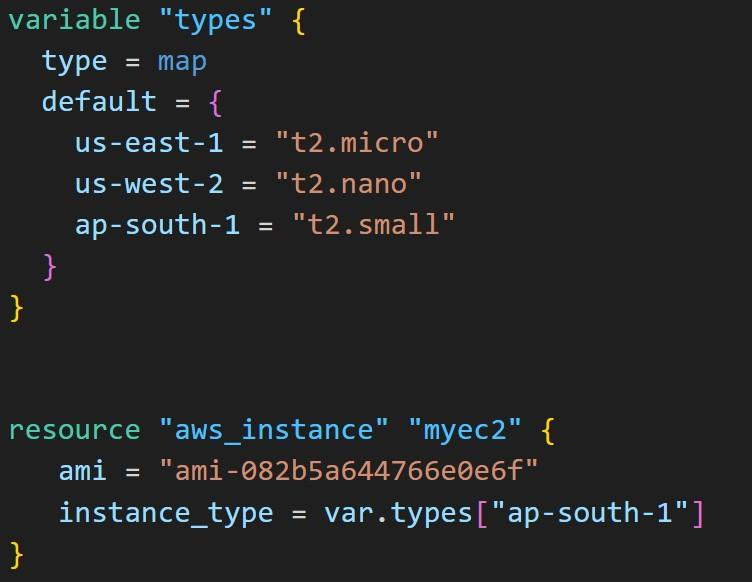 variable "types" {
  type = map
  default = {
    us-east-1 = "t2.micro"
    us-west-2 = "t2.nano"
    ap-south-1 = "t2.small"
  }
}
resource "aws_instance" "myec2" {
   ami = "ami-082b5a644766e0e6f"
   instance_type = var.types["ap-south-1"]
}